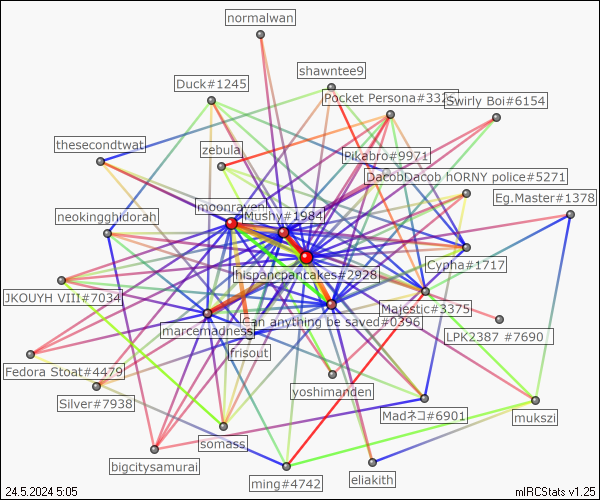 normalwan
shawntee9
Duck#1245
Pocket Persona#3326
Swirly Boi#6154
thesecondtwat
zebula
Pikabro#9971
DacobDacob hORNY police#5271
Eg.Master#1378
moonraven
Mushy#1984
neokingghidorah
Cypha#1717
hispancpancakes#2928
JKOUYH VIII#7034
Majestic#3375
marcemadness
Can anything be saved#0396
LPK2387 #7690
frisout
Fedora Stoat#4479
yoshimanden
Silver#7938
Madネコ#6901
mukszi
somass
bigcitysamurai
eliakith
ming#4742
24.5.2024 5:05
mIRCStats v1.25